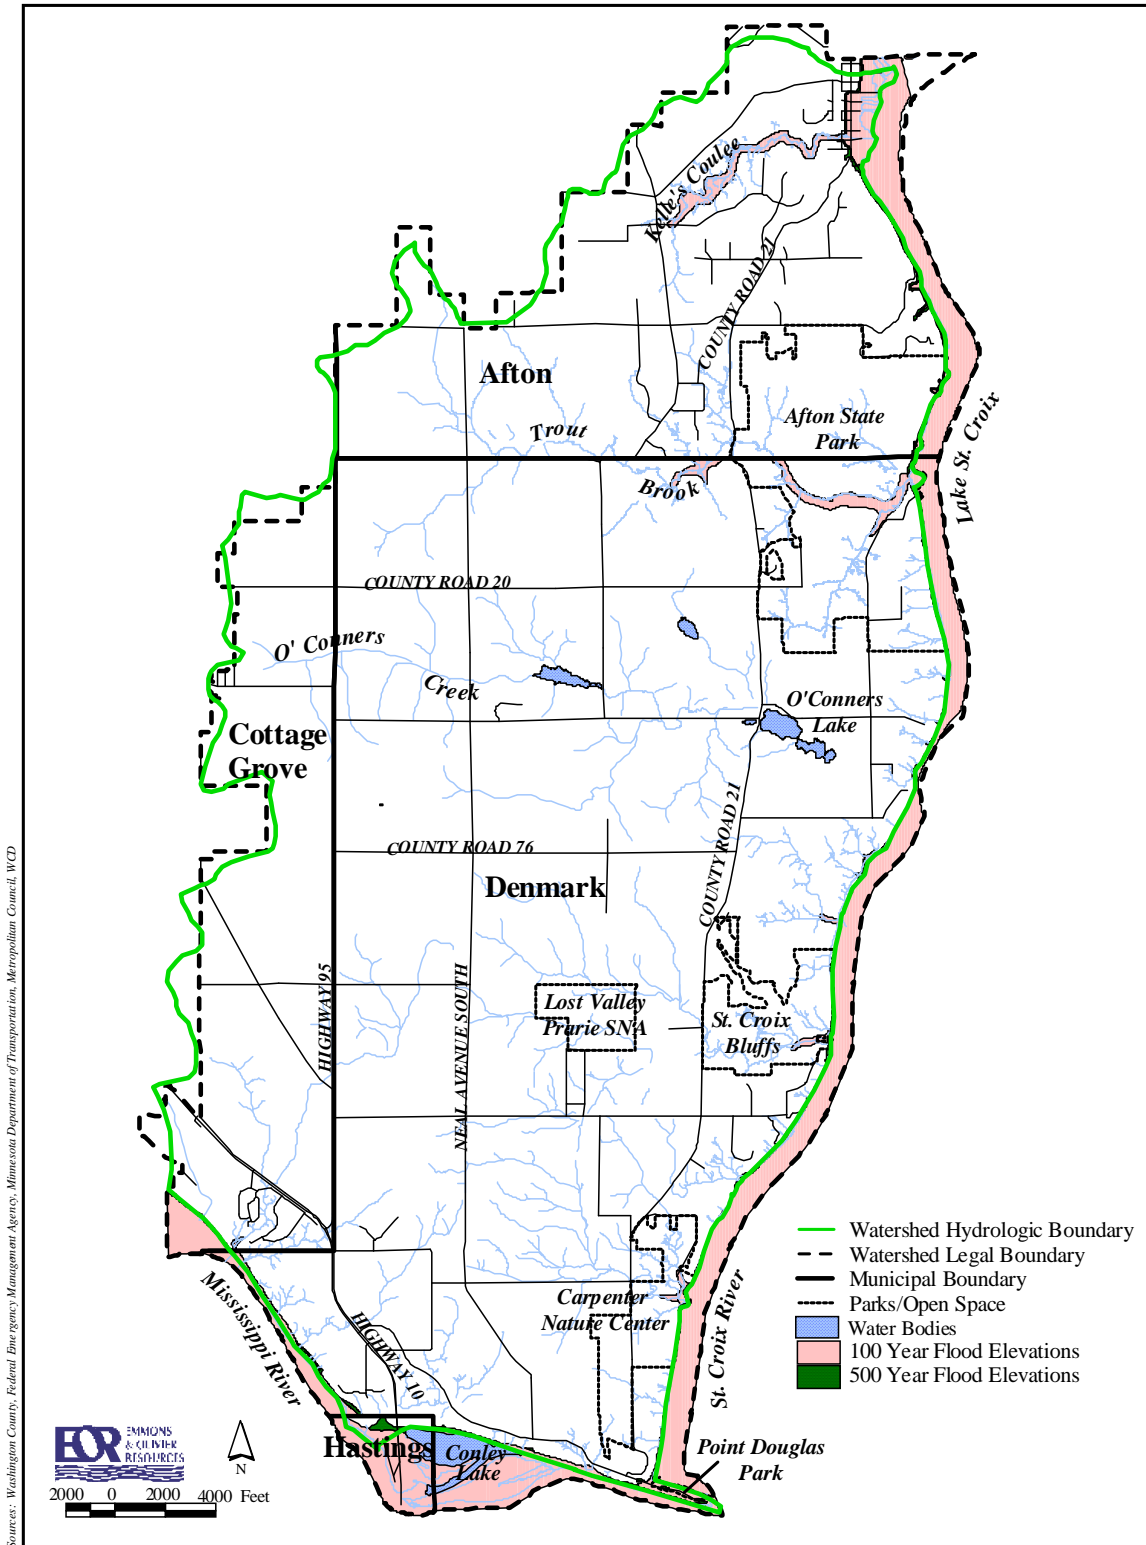 Kelle's Coulee
COUNTY ROAD 21
Afton
Trout
Brook
Afton State
Park
Lake St. Croix
COUNTY ROAD 20
O' Conners
Creek
O'Conners
Lake
Cottage
Grove
COUNTY ROAD 21
COUNTY ROAD 76
Denmark
HIGHWAY 95
NEAL AVENUE SOUTH
Lost Valley
Prarie SNA
St. Croix
Bluffs
Mississippi River
HIGHWAY 10
Carpenter
Nature Center
St. Croix River
Hastings
Conley
Lake
Point Douglas
Park
Watershed Hydrologic Boundary
Watershed Legal Boundary
Municipal Boundary
Parks/Open Space
Water Bodies
100 Year Flood Elevations
500 Year Flood Elevations
EOR
EMMONS
& OLIVIER
RESOURCES
N
2000 0 2000 4000 Feet
Sources: Washington County, Federal Emergency Management Agency, Minnesota Department of Transportation, Metropolitan Council, WCD